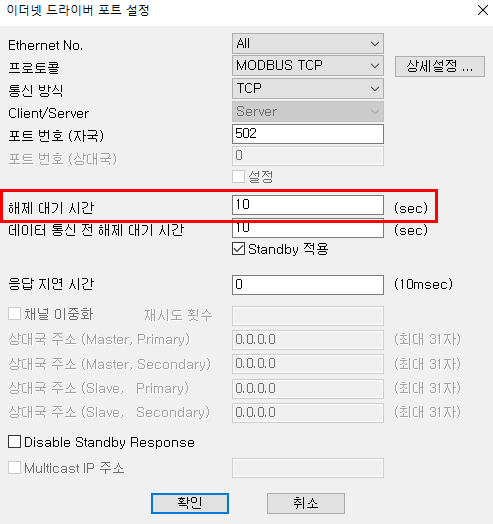 이더넷 드라이버 포트 설정
Ethernet No. All
프로토콜 MODBUS TCP 상세설정 ...
통신 방식 TCP
Client/Server Server
포트 번호 (자국) 502
포트 번호 (상대국) 0
설정
해제 대기 시간 10 (sec)
데이터 통신 전 해제 대기 시간 10 (sec)
Standby 적용
응답 지연 시간 0 (10msec)
채널 이중화 재시도 횟수
상대국 주소 (Master, Primary) 0.0.0.0 (최대 31자)
상대국 주소 (Master, Secondary) 0.0.0.0 (최대 31자)
상대국 주소 (Slave, Primary) 0.0.0.0 (최대 31자)
상대국 주소 (Slave, Secondary) 0.0.0.0 (최대 31자)
Disable Standby Response
Multicast IP 주소
확인 취소